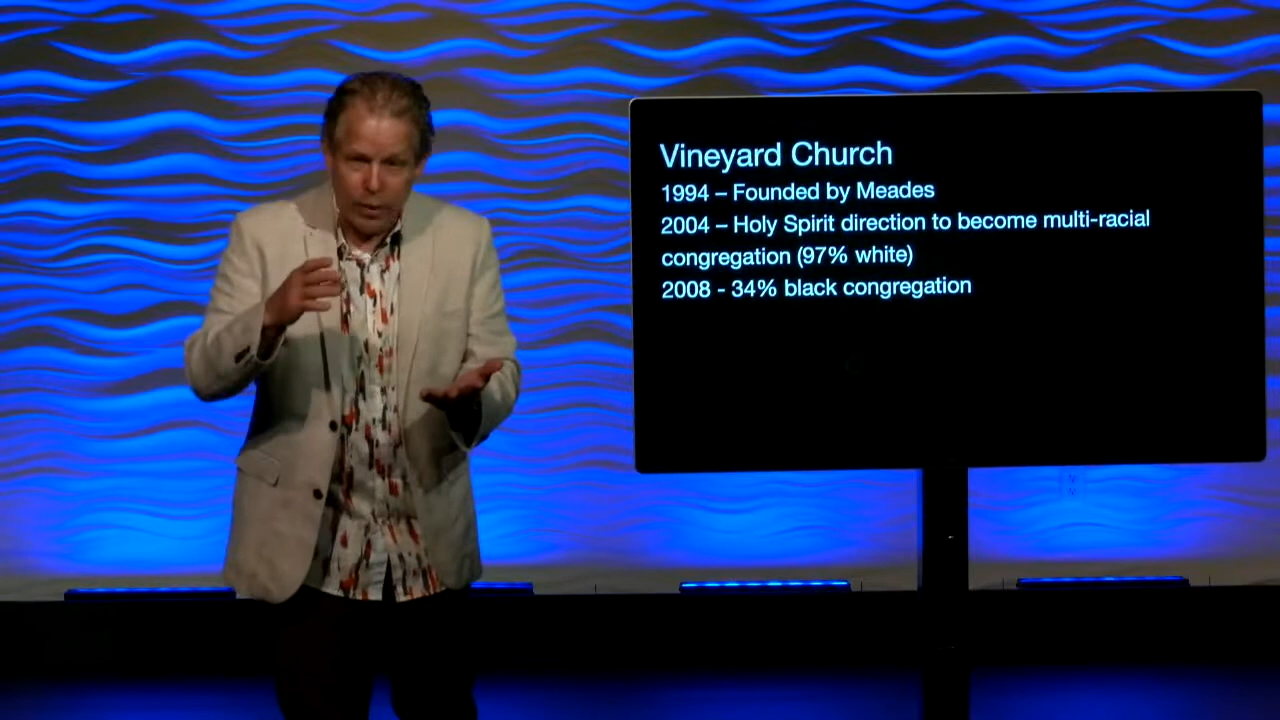 Vineyard Church
1994 – Founded by Meades
2004 – Holy Spirit direction to become multi-racial
congregation (97% white)
2008 - 34% black congregation